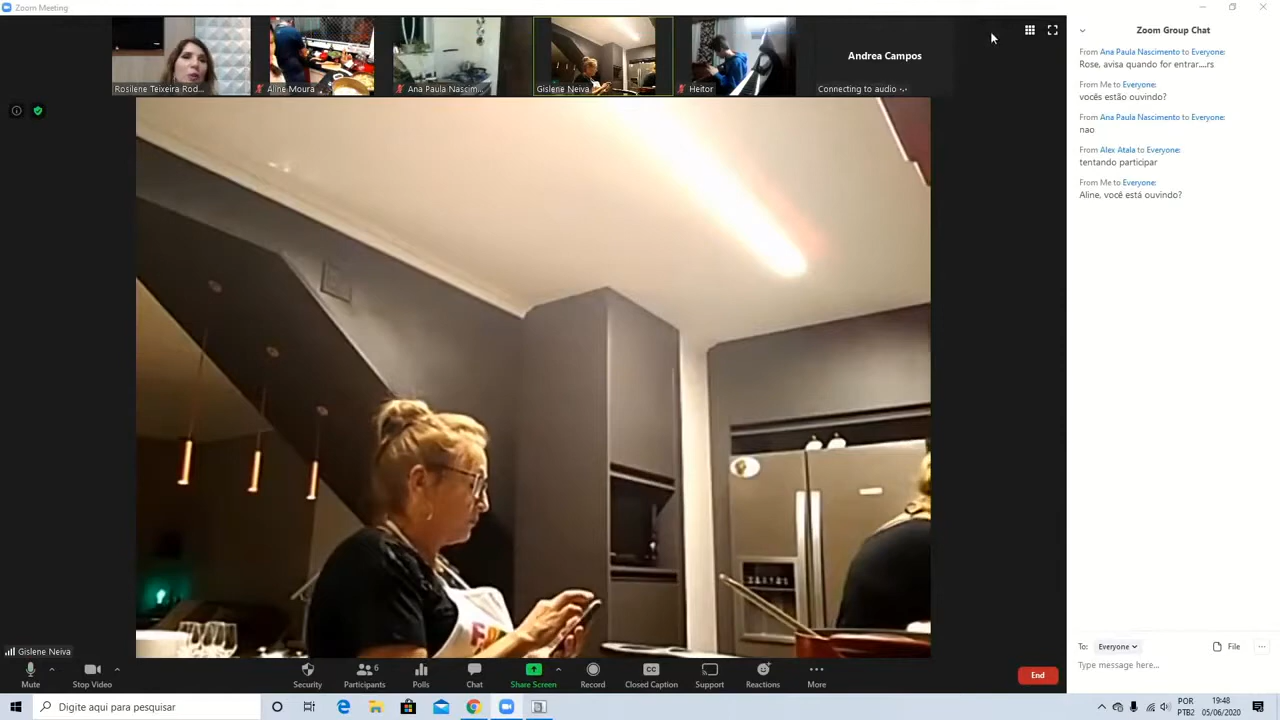 Zoom Meeting
Rosilene Teixeira Rod...
Aline Moura
Ana Paula Nascim...
Gislene Neiva
Heitor
Andrea Campos
Connecting to audio
Zoom Group Chat
From Ana Paula Nascimento to Everyone:
Rose, avisa quando for entrar....rs
From Me to Everyone:
vocês estão ouvindo?
From Ana Paula Nascimento to Everyone:
nao
From Alex Atala to Everyone:
tentando participar
From Me to Everyone:
Aline, você está ouvindo?
Gislene Neiva
To: Everyone
File
Type message here...
Mute
Stop Video
Security
Participants 6
Polls
Chat
Share Screen
Record
CC
Closed Caption
Support
Reactions
More
End
Digite aqui para pesquisar
POR
PTB2
19:48
05/06/2020